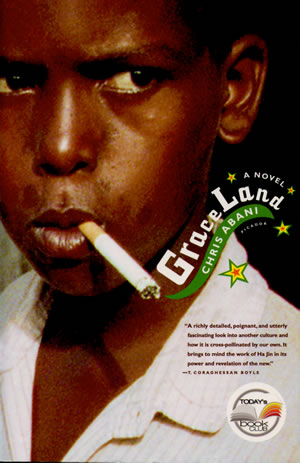 A NOVEL
GraceLand
CHRIS ABANI
PICADOR
"A richly detailed, poignant, and utterly
fascinating look into another culture and
how it is cross-pollinated by our own. It
brings to mind the work of Ha Jin in its
power and revelation of the new."
—T. CORAGHESSAN BOYLE
TODAY's
book
CLUB